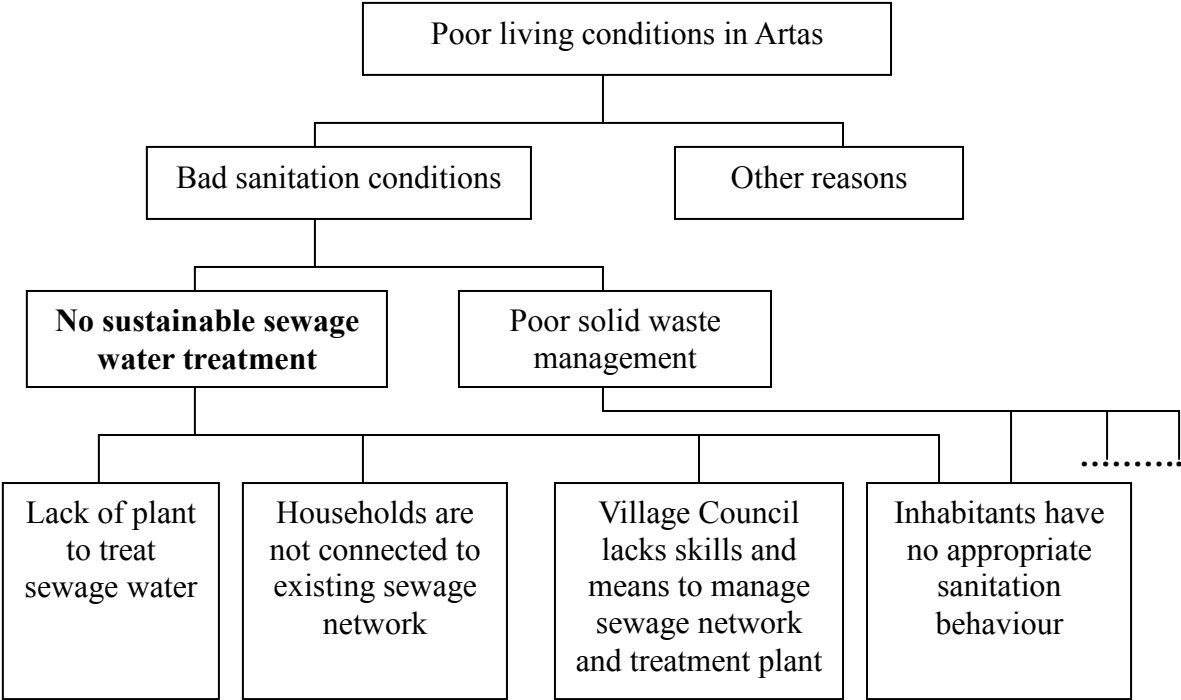 Poor living conditions in Artas
Bad sanitation conditions
Other reasons
No sustainable sewage
water treatment
Poor solid waste
management
Lack of plant
to treat
sewage water
Households are
not connected to
existing sewage
network
Village Council
lacks skills and
means to manage
sewage network
and treatment plant
Inhabitants have
no appropriate
sanitation
behaviour